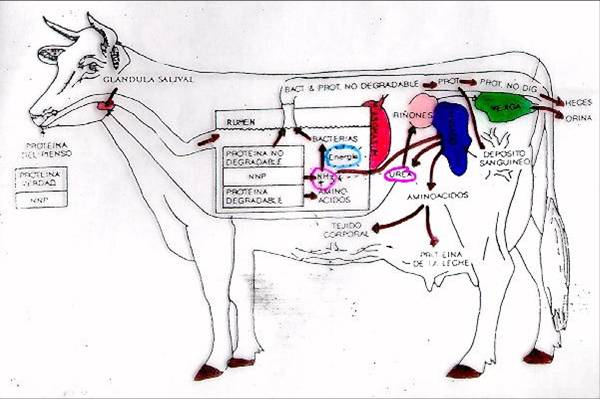 GLANDULA SALIVAL
BACT. & PROT. NO DEGRADABLE
PROT.
PROT. NO DIG.
HECES
ORINA
RIÑONES
VEJIGA
RUMEN
BACTERIAS
Energía
PROTEINA NO
DEGRADABLE
NNP
NH3
PROTEINA
DEGRADABLE
AMINO-
ACIDOS
UREA
DEPOSITO
SANGUINEO
AMINOACIDOS
TEJIDO
CORPORAL
PROTEINA
DE LA LECHE
PROTEINA
DEL PIENSO
PROTEINA
VERDAD.
NNP